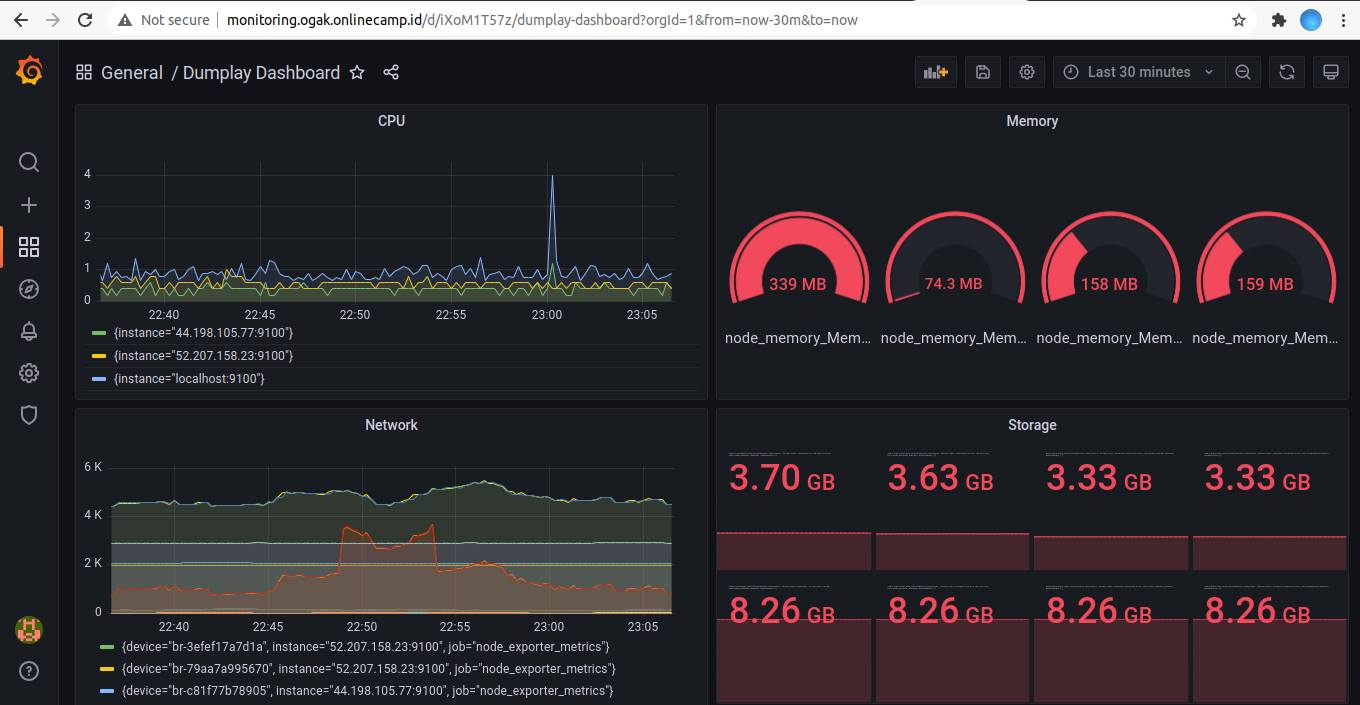 Not secure monitoring.ogak.onlinecamp.id/d/iXoM1T57z/dumplay-dashboard?orgId=1&from=now-30m&to=now
General / Dumplay Dashboard
Last 30 minutes
CPU
4
3
2
1
0
22:40 22:45 22:50 22:55 23:00 23:05
{instance="44.198.105.77:9100"}
{instance="52.207.158.23:9100"}
{instance="localhost:9100"}
Memory
339 MB 74.3 MB 158 MB 159 MB
node_memory_Mem... node_memory_Mem... node_memory_Mem... node_memory_Mem...
Network
6 K
4 K
2 K
0
22:40 22:45 22:50 22:55 23:00 23:05
{device="br-3efef17a7d1a", instance="52.207.158.23:9100", job="node_exporter_metrics"}
{device="br-79aa7a995670", instance="52.207.158.23:9100", job="node_exporter_metrics"}
{device="br-c81f77b78905", instance="44.198.105.77:9100", job="node_exporter_metrics"}
Storage
3.70 GB 3.63 GB 3.33 GB 3.33 GB
8.26 GB 8.26 GB 8.26 GB 8.26 GB